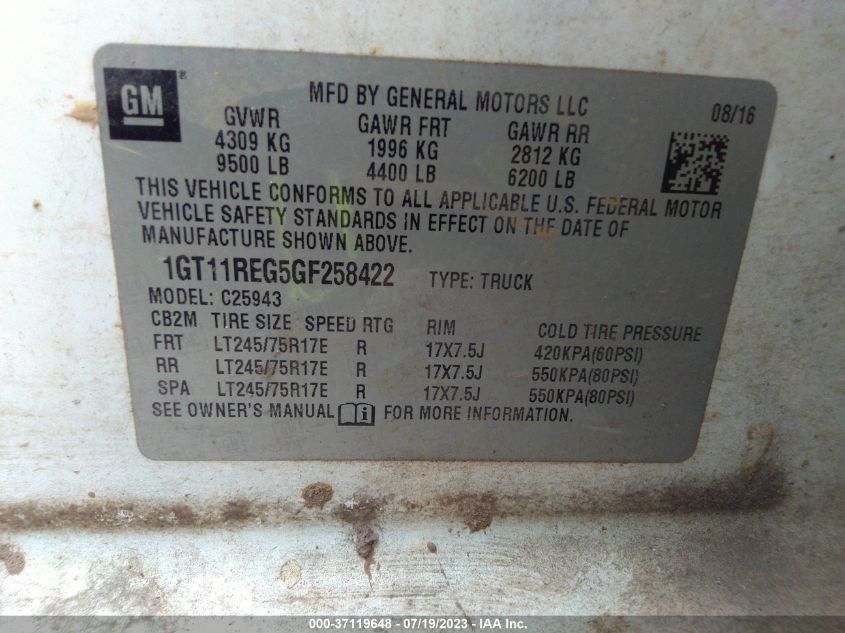 GM ®
MFD BY GENERAL MOTORS LLC 08/16
GVWR GAWR FRT GAWR RR
4309 KG 1996 KG 2812 KG
9500 LB 4400 LB 6200 LB
THIS VEHICLE CONFORMS TO ALL APPLICABLE U.S. FEDERAL MOTOR
VEHICLE SAFETY STANDARDS IN EFFECT ON THE DATE OF
MANUFACTURE SHOWN ABOVE.
1GT11REG5GF258422 TYPE: TRUCK
MODEL: C25943
CB2M TIRE SIZE SPEED RTG RIM COLD TIRE PRESSURE
FRT LT245/75R17E R 17X7.5J 420KPA(60PSI)
RR LT245/75R17E R 17X7.5J 550KPA(80PSI)
SPA LT245/75R17E R 17X7.5J 550KPA(80PSI)
SEE OWNER'S MANUAL i FOR MORE INFORMATION.
000-37119648 - 07/19/2023 - IAA Inc.